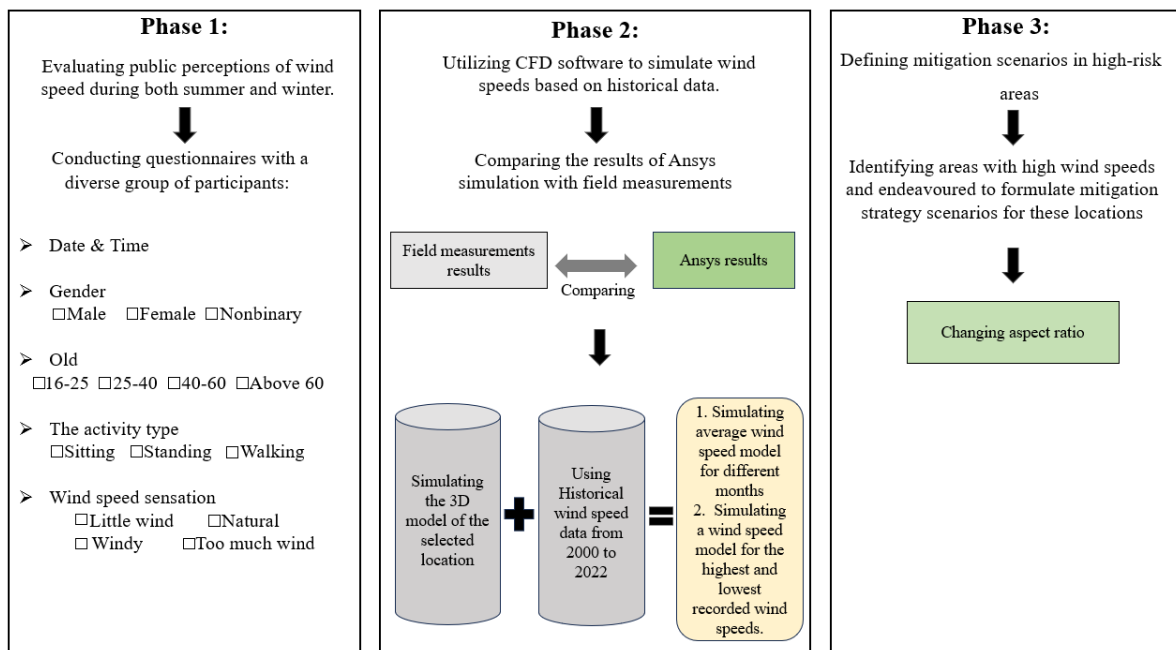 Phase 1:
Evaluating public perceptions of wind
speed during both summer and winter.
Conducting questionnaires with a
diverse group of participants:
➢ Date & Time
➢ Gender
☐Male ☐Female ☐Nonbinary
➢ Old
☐16-25 ☐25-40 ☐40-60 ☐Above 60
➢ The activity type
☐Sitting ☐Standing ☐Walking
➢ Wind speed sensation
☐Little wind ☐Natural
☐Windy ☐Too much wind
Phase 2:
Utilizing CFD software to simulate wind
speeds based on historical data.
Comparing the results of Ansys
simulation with field measurements
Field measurements
results
Comparing
Ansys results
Simulating
the 3D
model of the
selected
location
Using
Historical
wind speed
data from
2000 to
2022
1. Simulating
average wind
speed model
for different
months
2. Simulating
a wind speed
model for the
highest and
lowest
recorded wind
speeds.
Phase 3:
Defining mitigation scenarios in high-risk
areas
Identifying areas with high wind speeds
and endeavoured to formulate mitigation
strategy scenarios for these locations
Changing aspect ratio